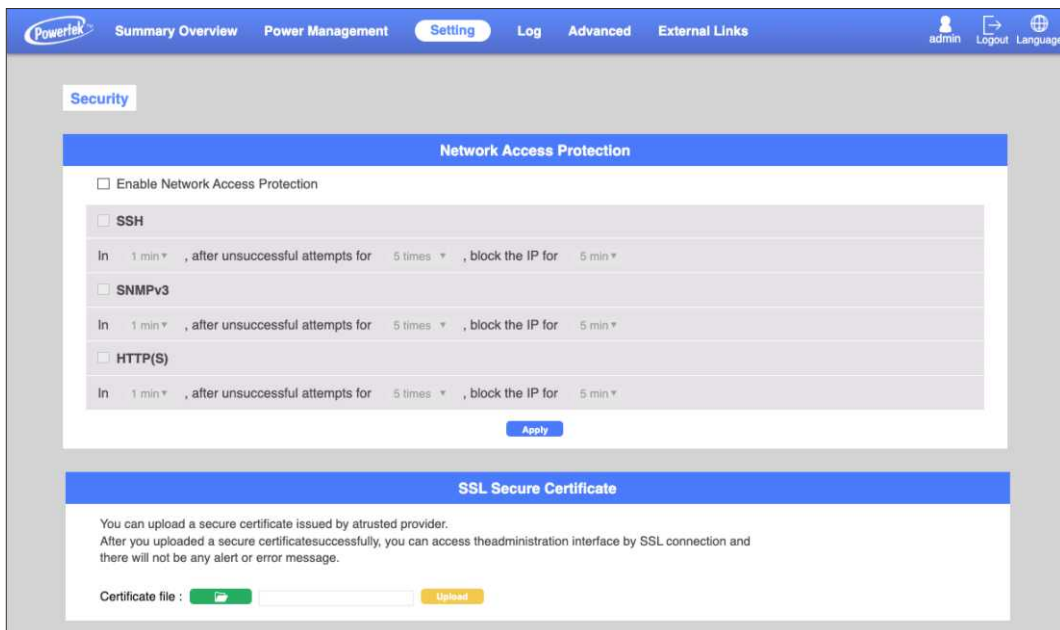 Powertek™ Summary Overview Power Management Setting Log Advanced External Links admin Logout Language
Security
Network Access Protection
Enable Network Access Protection
SSH
In 1 min ▾ , after unsuccessful attempts for 5 times ▾ , block the IP for 5 min ▾
SNMPv3
In 1 min ▾ , after unsuccessful attempts for 5 times ▾ , block the IP for 5 min ▾
HTTP(S)
In 1 min ▾ , after unsuccessful attempts for 5 times ▾ , block the IP for 5 min ▾
Apply
SSL Secure Certificate
You can upload a secure certificate issued by atrusted provider.
After you uploaded a secure certificatesuccessfully, you can access theadministration interface by SSL connection and
there will not be any alert or error message.
Certificate file : Upload